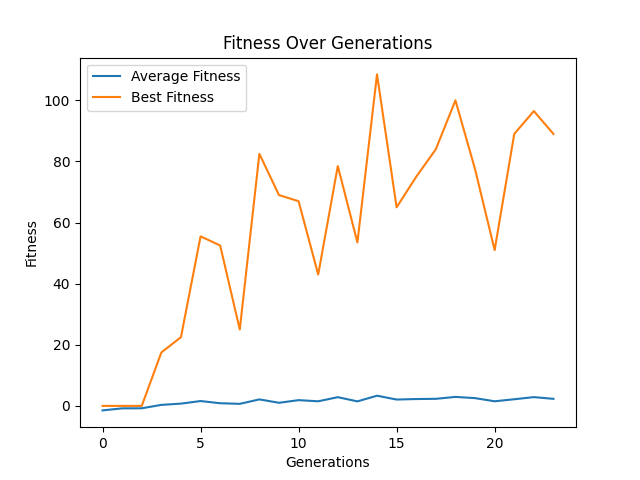 Fitness Over Generations
Average Fitness
Best Fitness
100
80
60
40
20
0
Fitness
0 5 10 15 20
Generations